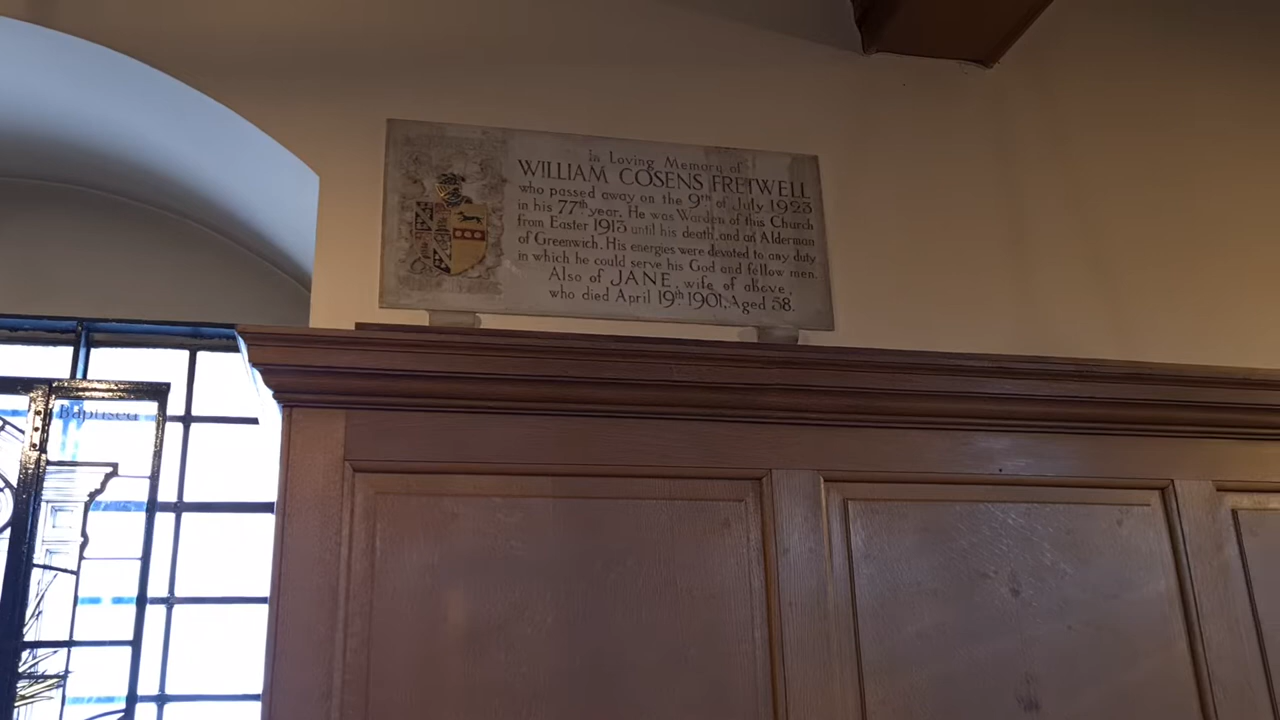 In Loving Memory of
WILLIAM COSENS FRETWELL
who passed away on the 9th of July 1923
in his 77th year. He was Warden of this Church
from Easter 1913 until his death, and an Alderman
of Greenwich. His energies were devoted to any duty
in which he could serve his God and fellow men.
Also of JANE, wife of above,
who died April 19th 1901, Aged 58.
Baptised